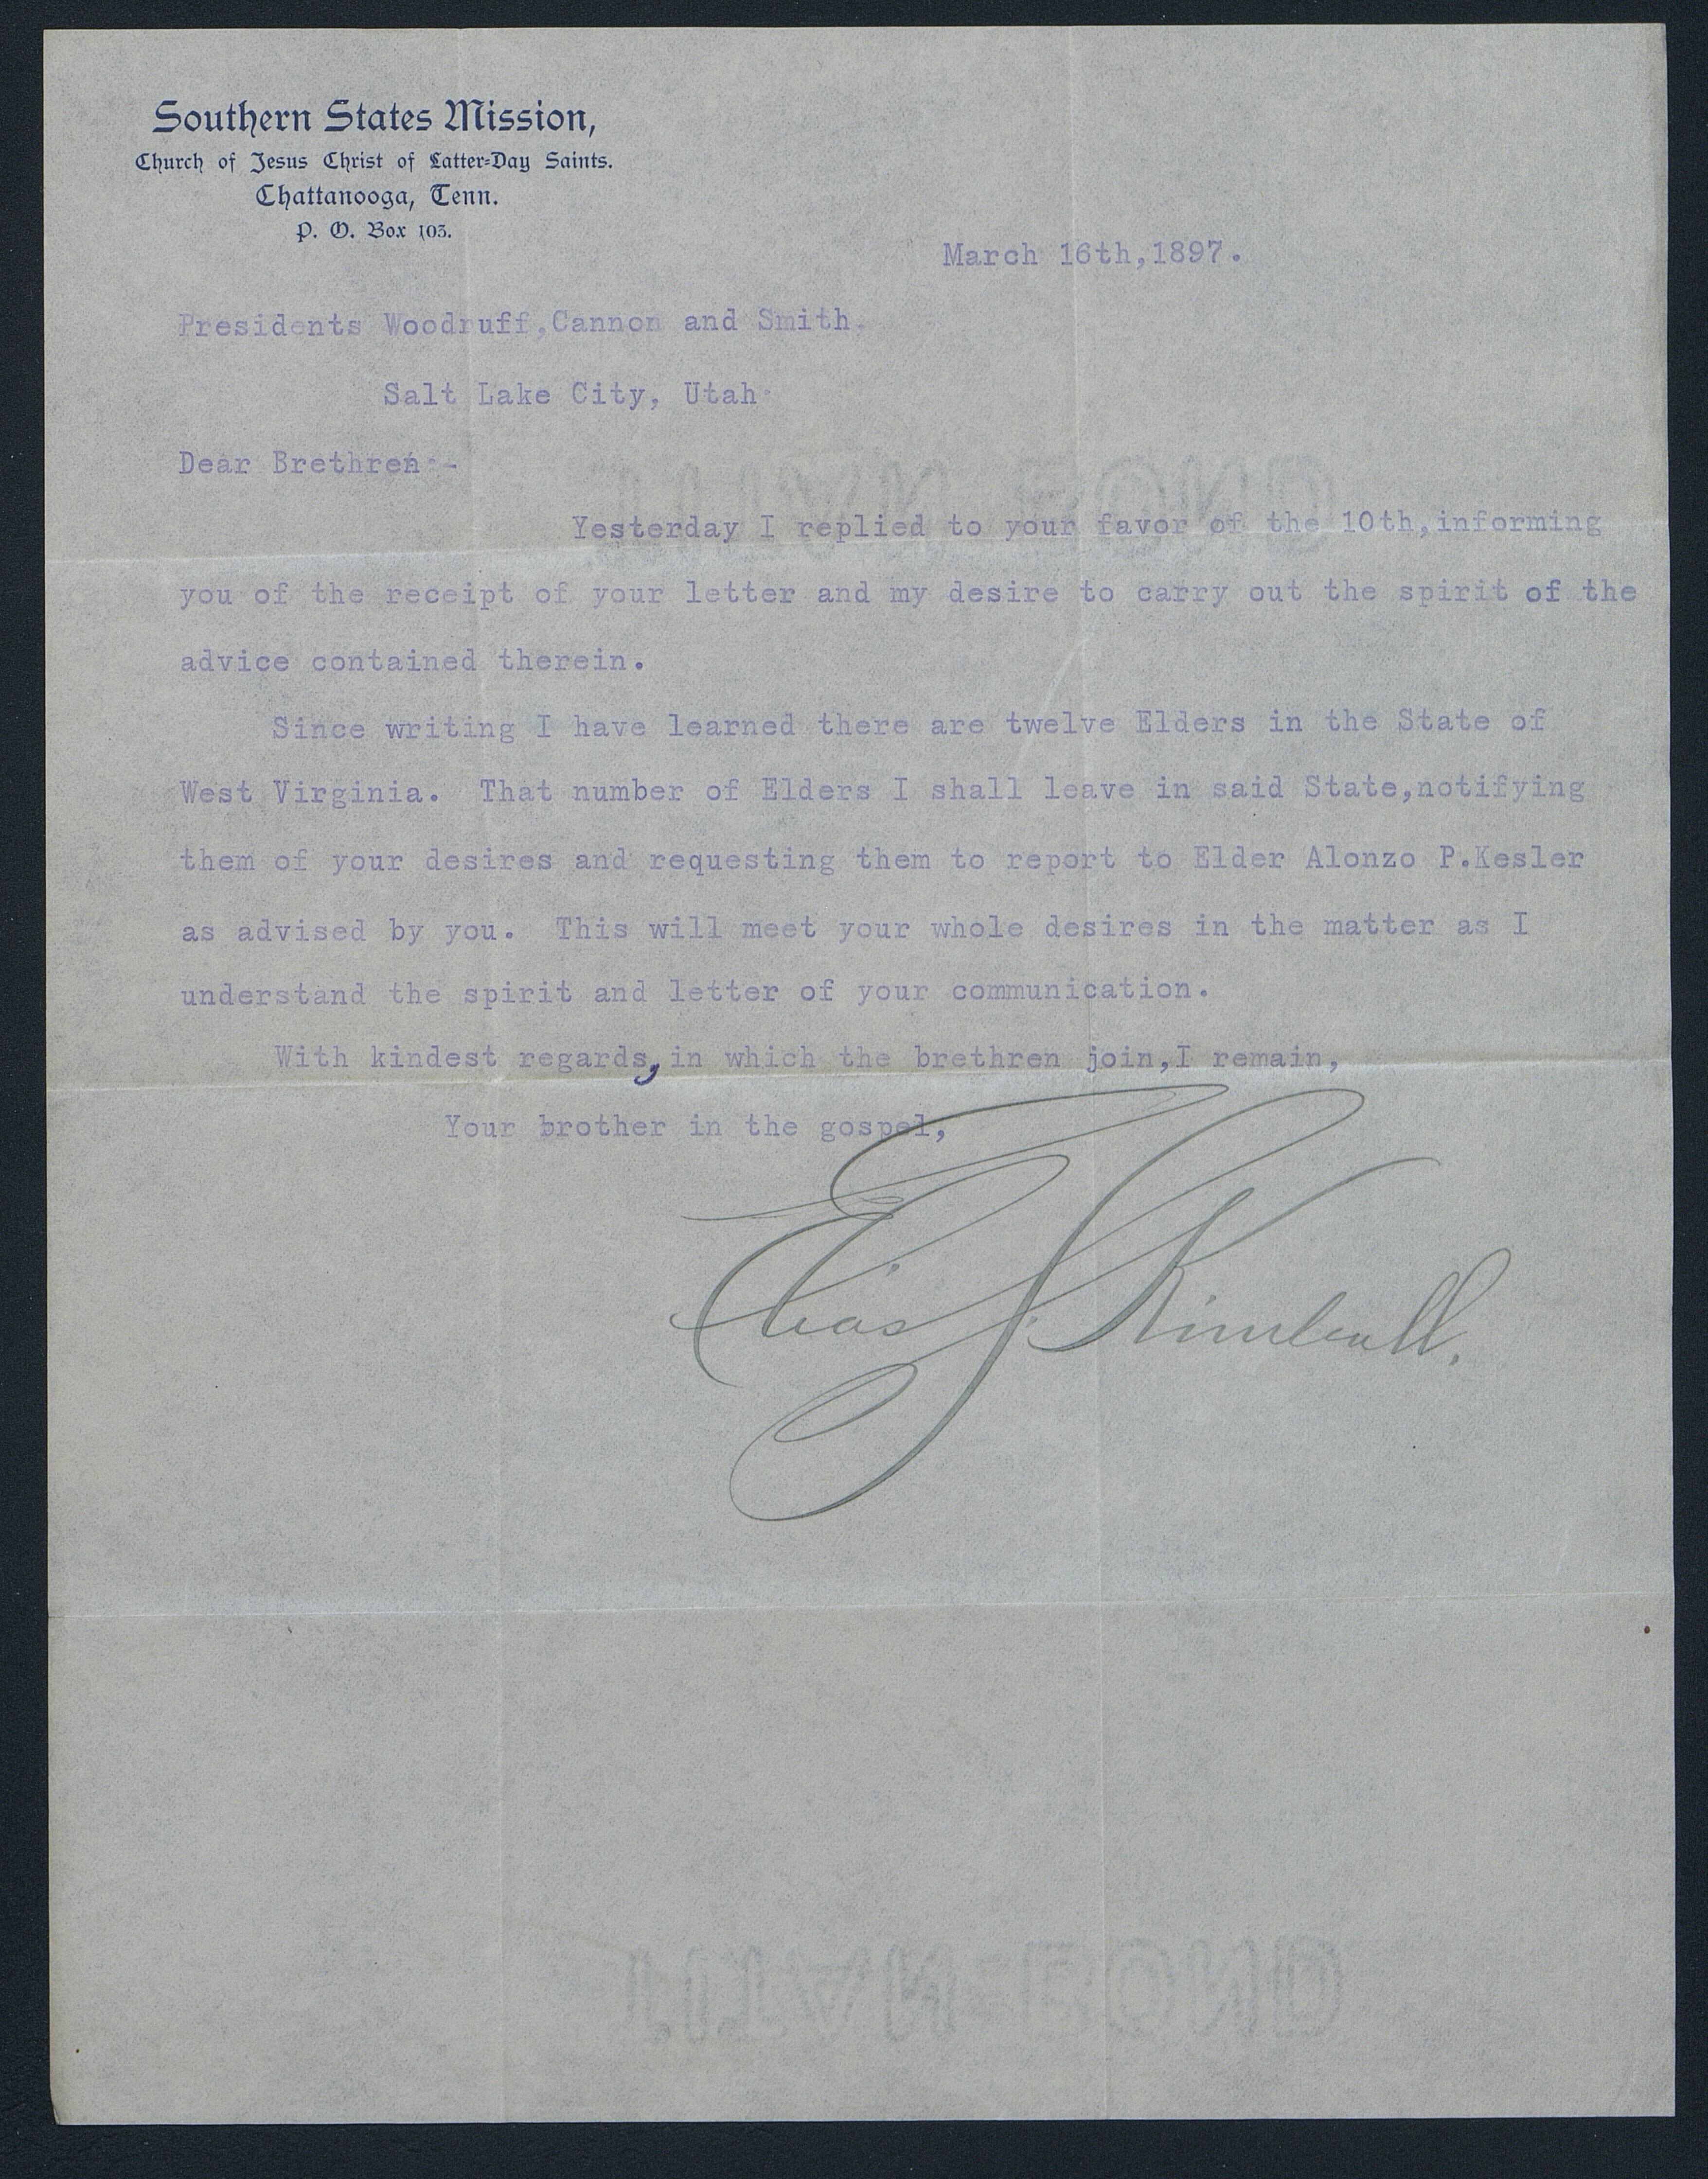 Southern States Mission,
Church of Jesus Christ of Latter-Day Saints.
Chattanooga, Tenn.
P. O. Box 103.
March 16th,1897.
Presidents Woodruff,Cannon and Smith.
Salt Lake City, Utah
Dear Brethren:-
Yesterday I replied to your favor of the 10th,informing
you of the receipt of your letter and my desire to carry out the spirit of the
advice contained therein.
Since writing I have learned there are twelve Elders in the State of
West Virginia. That number of Elders I shall leave in said State,notifying
them of your desires and requesting them to report to Elder Alonzo P.Kesler
as advised by you. This will meet your whole desires in the matter as I
understand the spirit and letter of your communication.
With kindest regards, in which the brethren join,I remain,
Your brother in the gospel,
Elias S. Kimball.
TITAN BOND